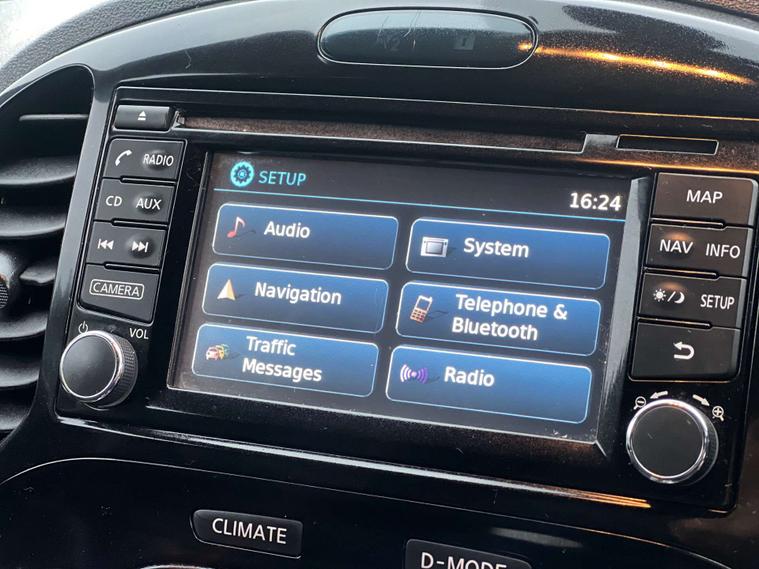 RADIO
CD AUX
CAMERA
VOL
SETUP
16:24
Audio
System
Navigation
Telephone &
Bluetooth
Traffic
Messages
Radio
MAP
NAV INFO
SETUP
CLIMATE
D-MODE